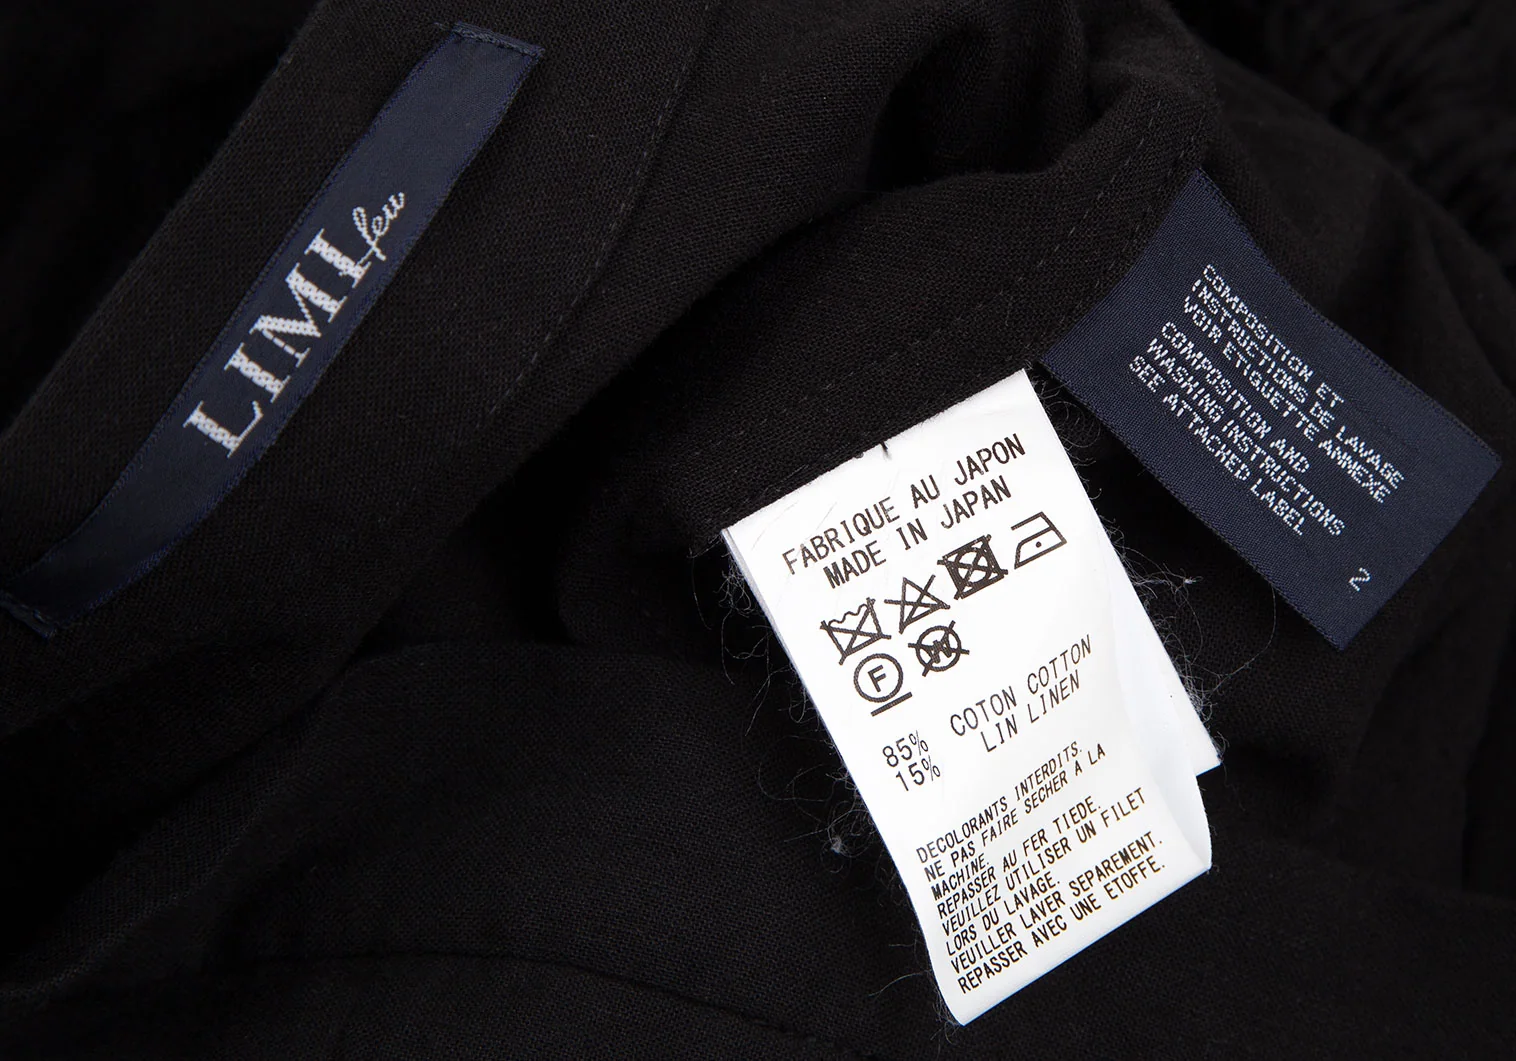 LIMI feu
FABRIQUE AU JAPON
MADE IN JAPAN
F
W
85% COTON COTTON
15% LIN LINEN
DECOLORANTS INTERDITS.
NE PAS FAIRE SECHER A LA
MACHINE.
REPASSER AU FER TIEDE.
VEUILLEZ UTILISER UN FILET
LORS DU LAVAGE.
VEUILLER LAVER SEPAREMENT.
REPASSER AVEC UNE ETOFFE.
COMPOSITION ET
INSTRICTIONS DE LAVAGE
VOIR ETIQUETTE ANNEXE
COMPOSITION AND
WASHING INSTRUCTIONS
SEE ATTACHED LABEL
2